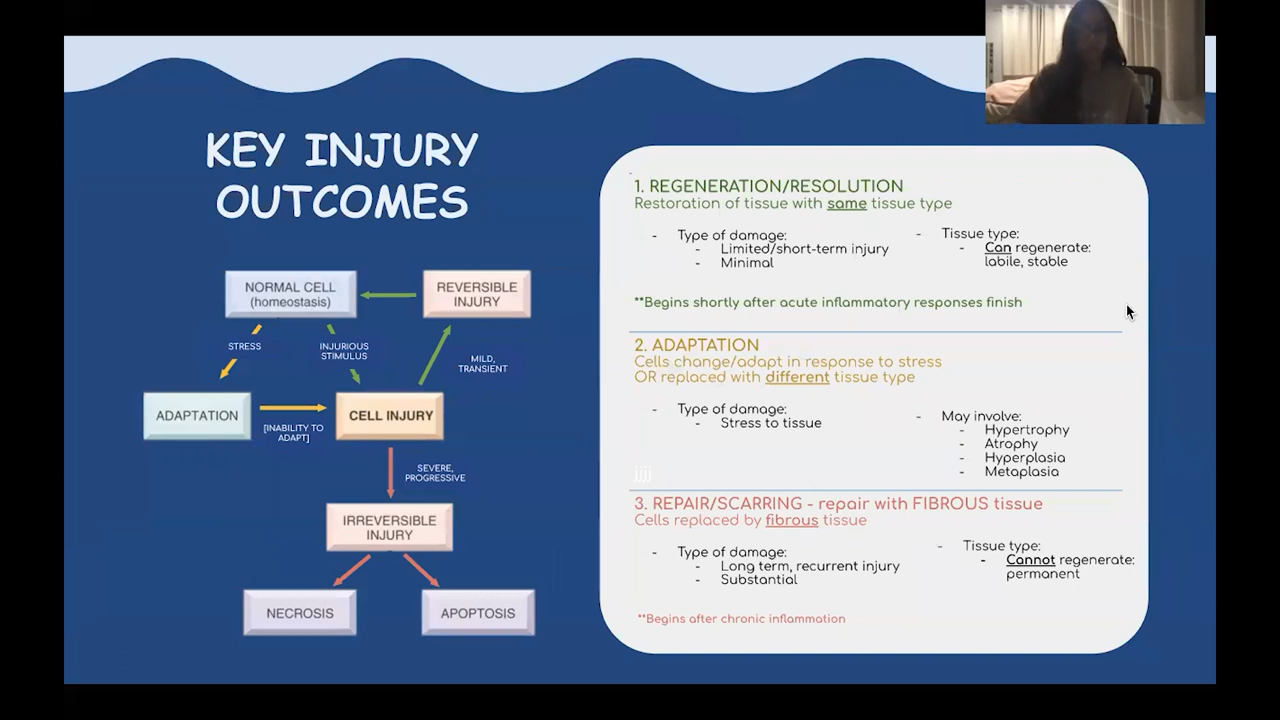 KEY INJURY
OUTCOMES
NORMAL CELL
(homeostasis)
REVERSIBLE
INJURY
STRESS
INJURIOUS
STIMULUS
MILD,
TRANSIENT
ADAPTATION
[INABILITY TO
ADAPT]
CELL INJURY
SEVERE,
PROGRESSIVE
IRREVERSIBLE
INJURY
NECROSIS
APOPTOSIS
1. REGENERATION/RESOLUTION
Restoration of tissue with same tissue type
- Type of damage:
- Limited/short-term injury
- Minimal
- Tissue type:
- Can regenerate:
labile, stable
**Begins shortly after acute inflammatory responses finish
2. ADAPTATION
Cells change/adapt in response to stress
OR replaced with different tissue type
- Type of damage:
- Stress to tissue
- May involve:
- Hypertrophy
- Atrophy
- Hyperplasia
- Metaplasia
jjjj
3. REPAIR/SCARRING - repair with FIBROUS tissue
Cells replaced by fibrous tissue
- Type of damage:
- Long term, recurrent injury
- Substantial
- Tissue type:
- Cannot regenerate:
permanent
**Begins after chronic inflammation